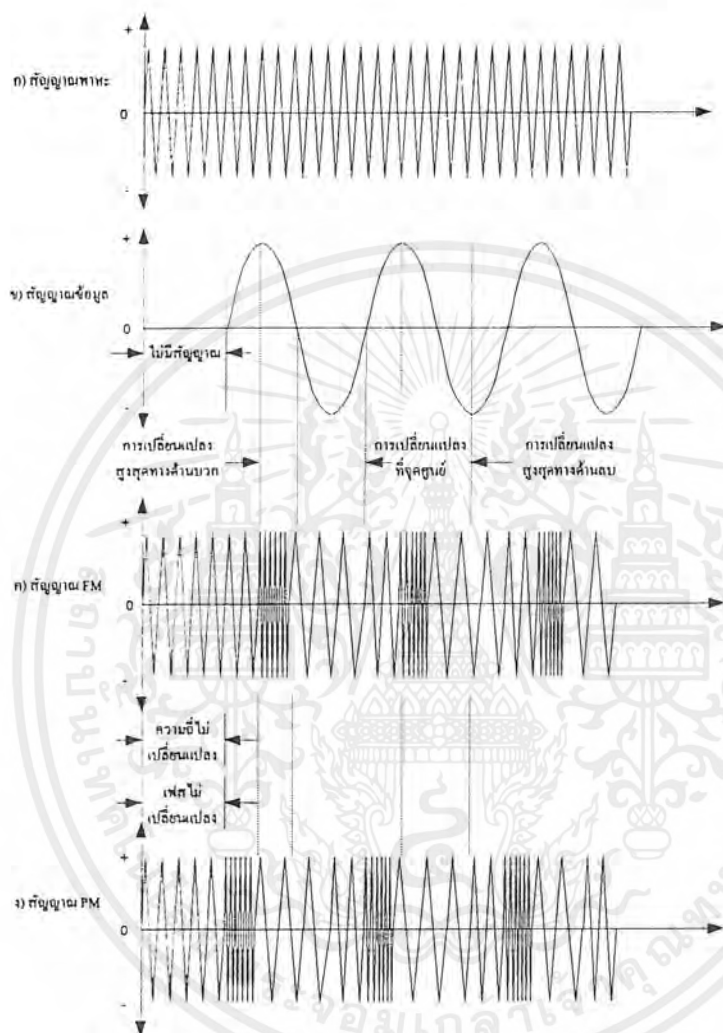 +
ก) สัญญาณพาหะ
0
-
+
ข) สัญญาณข้อมูล
0
ไม่มีสัญญาณ
-
การเปลี่ยนแปลง
สูงสุดทางด้านบวก
การเปลี่ยนแปลง
ที่จุดศูนย์
การเปลี่ยนแปลง
สูงสุดทางด้านลบ
+
ค) สัญญาณ FM
0
-
ความถี่ไม่
เปลี่ยนแปลง
เฟสไม่
เปลี่ยนแปลง
+
ง) สัญญาณ PM
0
-